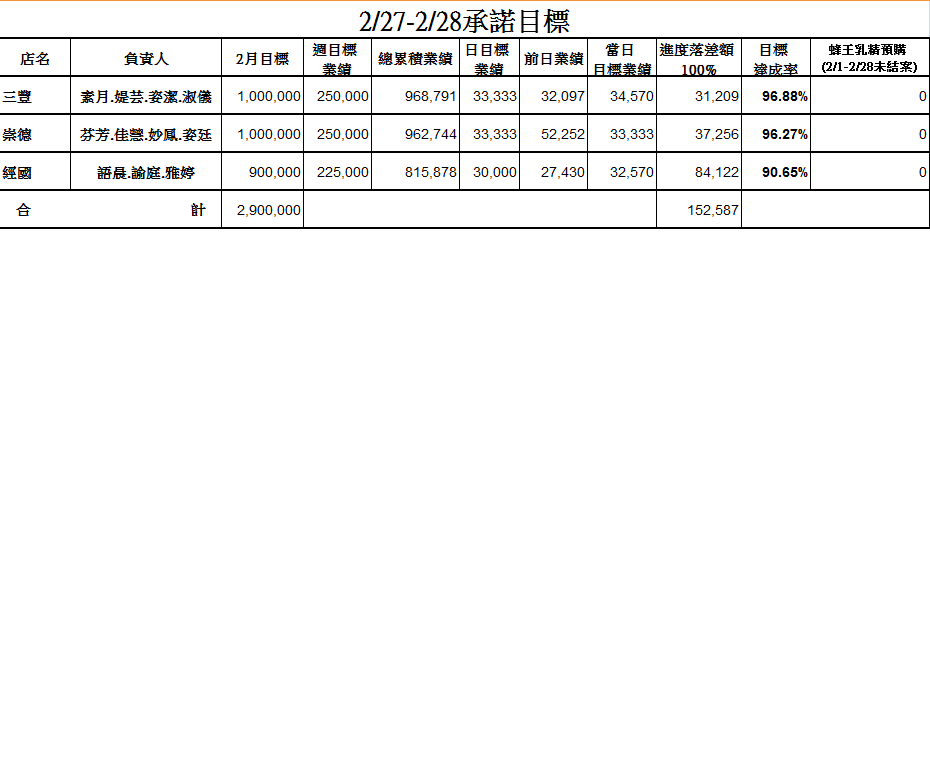 2/27-2/28承諾目標
店名 負責人 2月目標 週目標業績 總累積業績 日目標業績 前日業績 當日目標業績 進度落差額100% 目標達成率 蜂王乳精預購(2/1-2/28未結案)
三豐 素月.媞芸.姿潔.淑儀 1,000,000 250,000 968,791 33,333 32,097 34,570 31,209 96.88% 0
崇德 芬芳.佳慧.妙鳳.姿廷 1,000,000 250,000 962,744 33,333 52,252 33,333 37,256 96.27% 0
經國 語晨.諭庭.雅婷 900,000 225,000 815,878 30,000 27,430 32,570 84,122 90.65% 0
合計 2,900,000 152,587